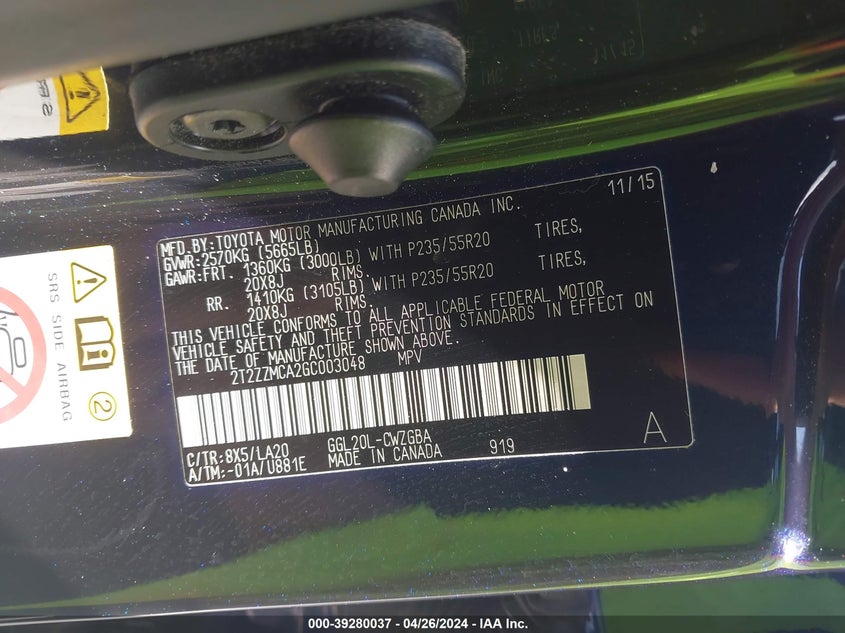 11/15
MFD.BY:TOYOTA MOTOR MANUFACTURING CANADA INC.
GVWR:2570KG (5665LB)
GAWR:FRT. 1360KG (3000LB) WITH P235/55R20 TIRES,
20X8J RIMS.
RR. 1410KG (3105LB) WITH P235/55R20 TIRES,
20X8J RIMS.
THIS VEHICLE CONFORMS TO ALL APPLICABLE FEDERAL MOTOR
VEHICLE SAFETY AND THEFT PREVENTION STANDARDS IN EFFECT ON
THE DATE OF MANUFACTURE SHOWN ABOVE.
2T2ZZMCA2GC003048 MPV
C/TR:8X5/LA20 GGL20L-CWZGBA
A/TM:-01A/U881E MADE IN CANADA 919
A
SRS SIDE AIRBAG
2
000-39280037 - 04/26/2024 - IAA Inc.